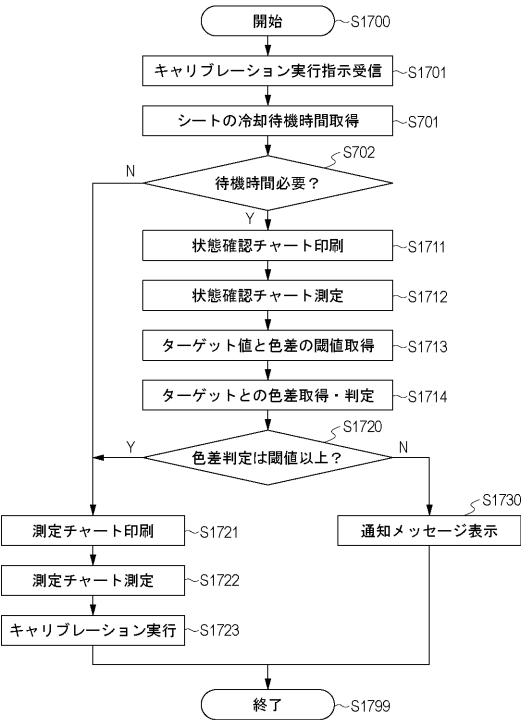 開始
S1700
キャリブレーション実行指示受信
S1701
シートの冷却待機時間取得
S701
S702
待機時間必要？
N
Y
状態確認チャート印刷
S1711
状態確認チャート測定
S1712
ターゲット値と色差の閾値取得
S1713
ターゲットとの色差取得・判定
S1714
S1720
色差判定は閾値以上？
Y
N
測定チャート印刷
S1721
S1730
通知メッセージ表示
測定チャート測定
S1722
キャリブレーション実行
S1723
終了
S1799